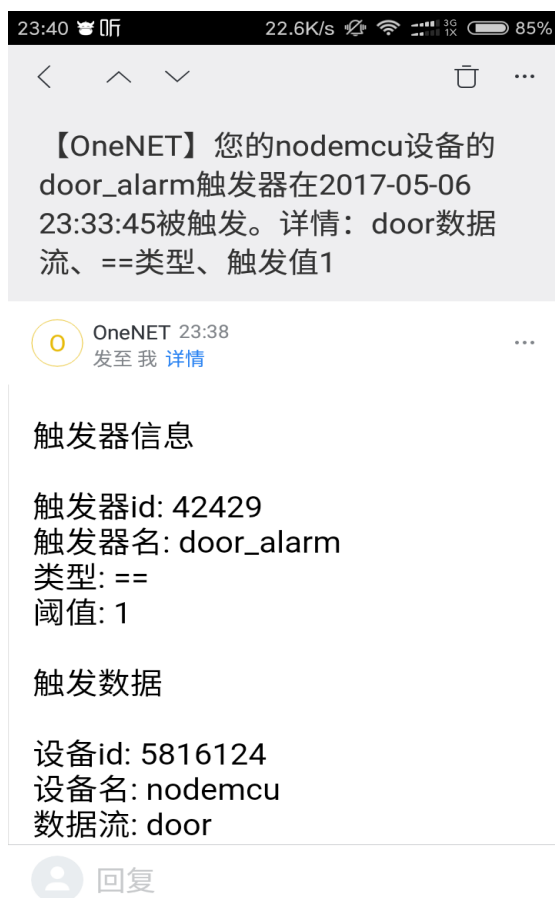 23:40 听 22.6K/s 3G 1X 85%
【OneNET】您的nodemcu设备的
door_alarm触发器在2017-05-06
23:33:45被触发。详情：door数据
流、==类型、触发值1
O OneNET 23:38
发至 我 详情
触发器信息
触发器id: 42429
触发器名: door_alarm
类型: ==
阈值: 1
触发数据
设备id: 5816124
设备名: nodemcu
数据流: door
回复